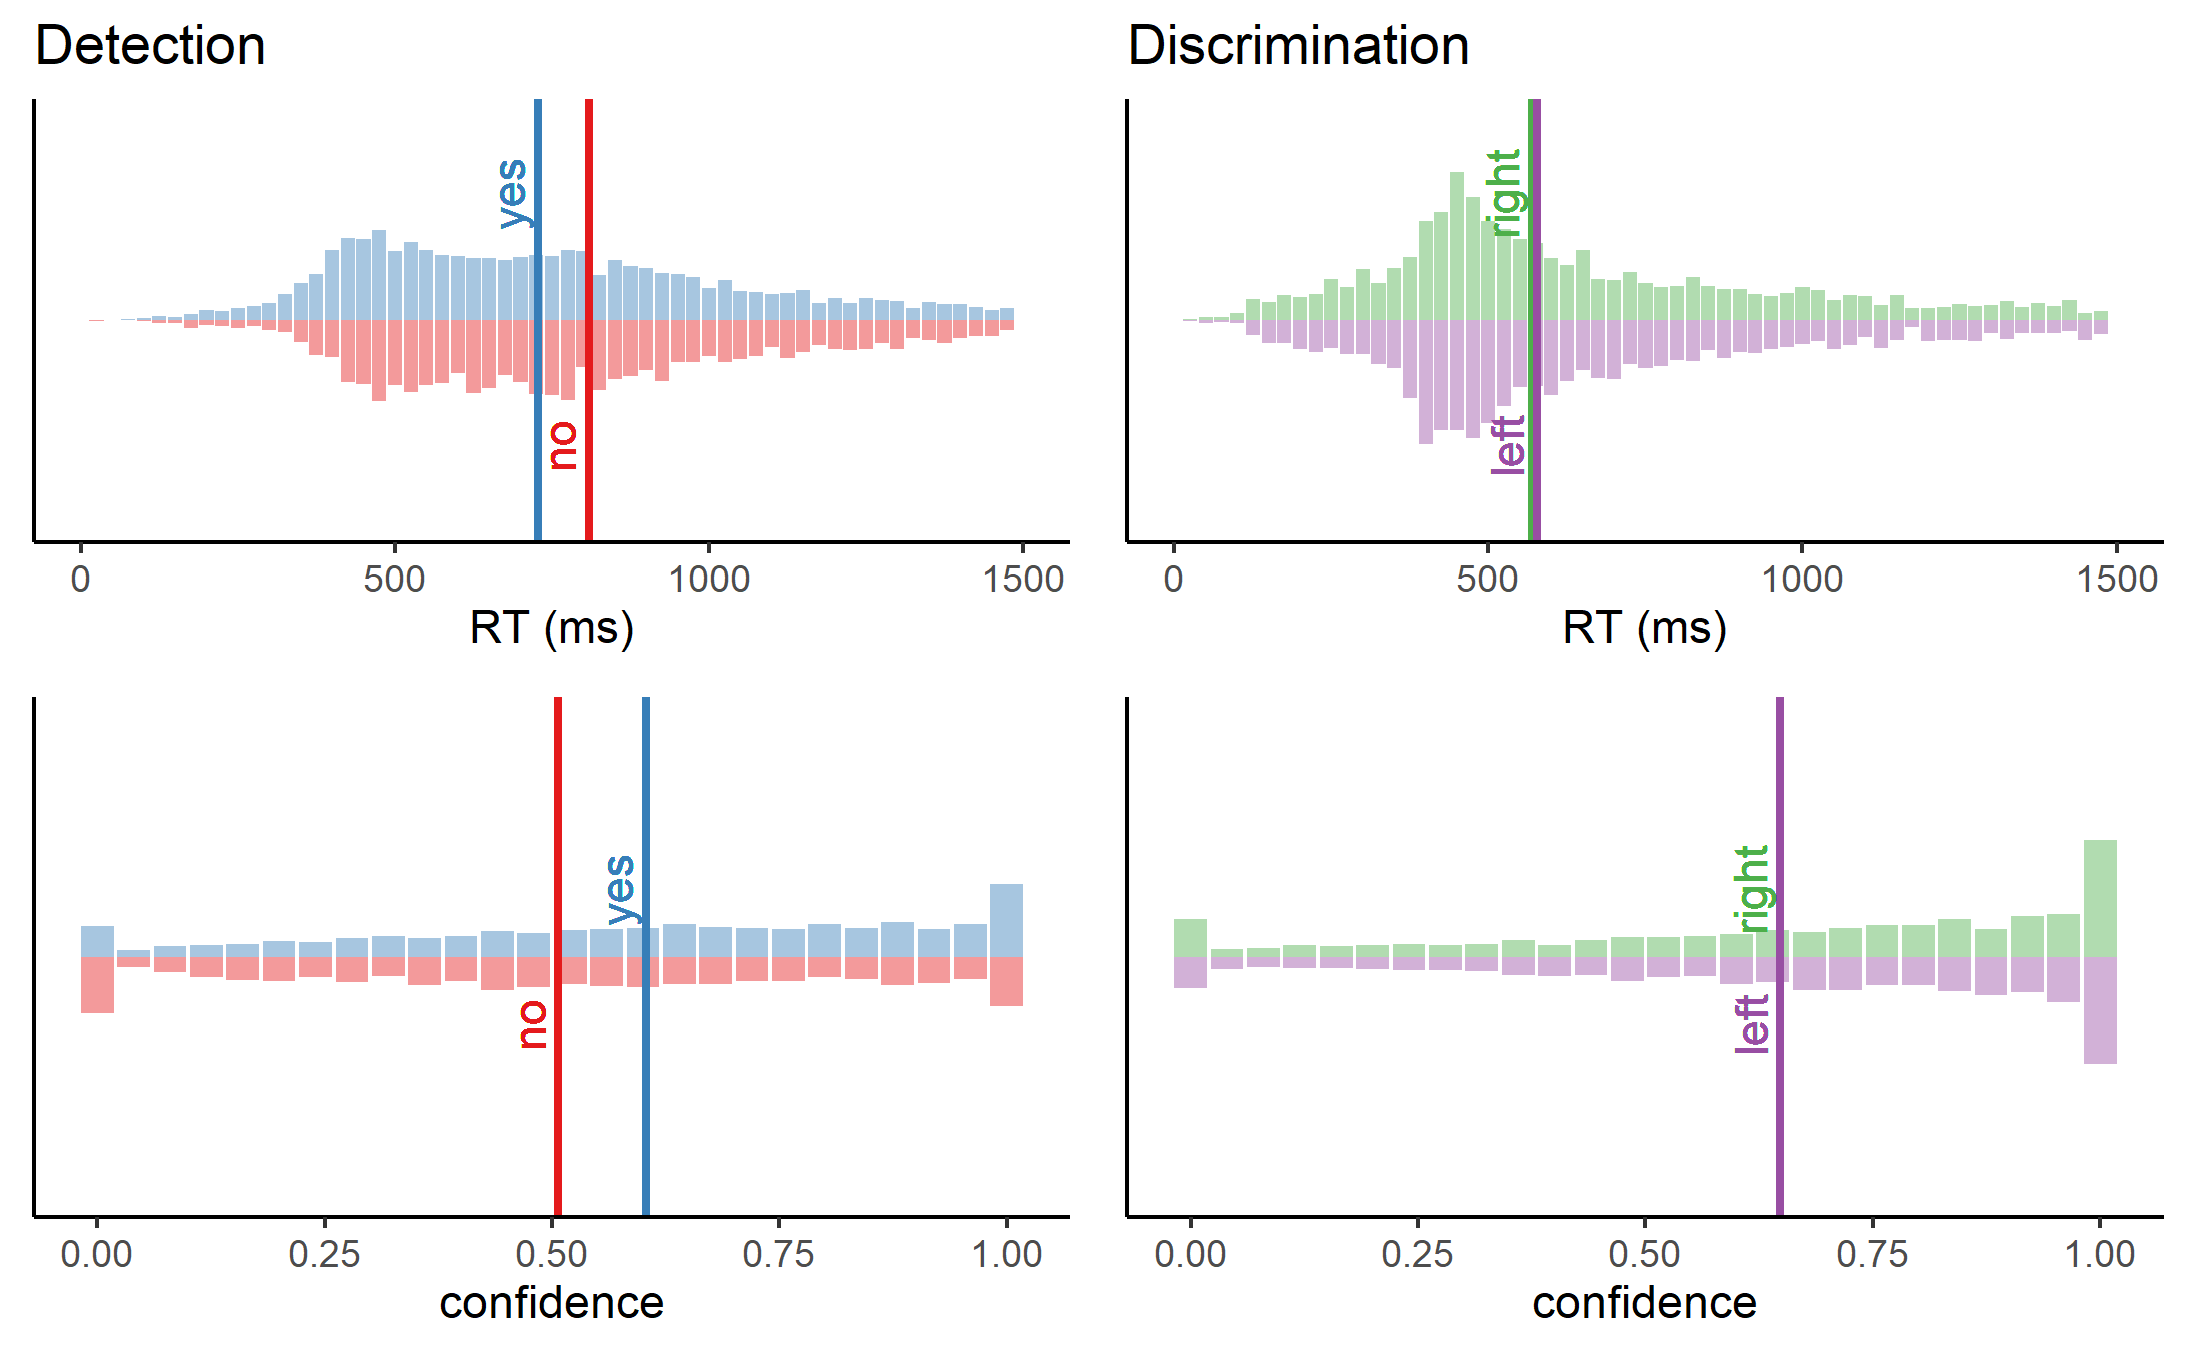 Detection
yes
no
0 500 1000 1500
RT (ms)
Discrimination
right
left
0 500 1000 1500
RT (ms)
yes
no
0.00 0.25 0.50 0.75 1.00
confidence
right
left
0.00 0.25 0.50 0.75 1.00
confidence